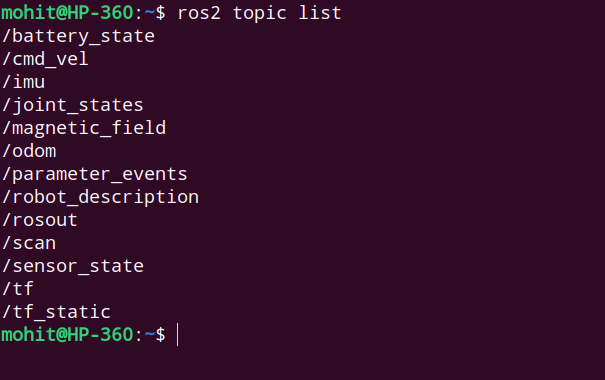 mohit@HP-360:~$ ros2 topic list
/battery_state
/cmd_vel
/imu
/joint_states
/magnetic_field
/odom
/parameter_events
/robot_description
/rosout
/scan
/sensor_state
/tf
/tf_static
mohit@HP-360:~$